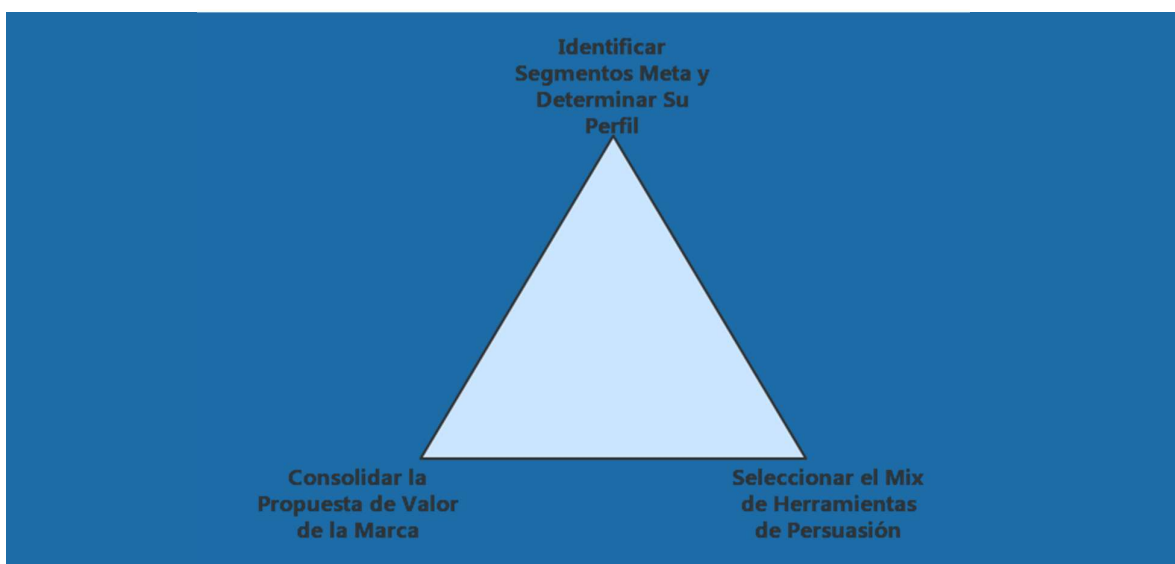 Identificar
Segmentos Meta y
Determinar Su
Perfil
Consolidar la
Propuesta de Valor
de la Marca
Seleccionar el Mix
de Herramientas
de Persuasión